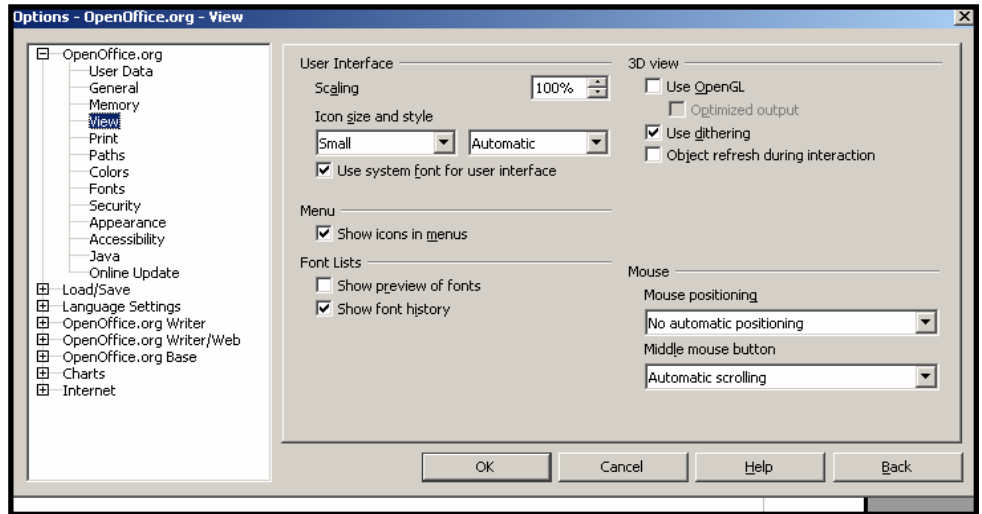 Options - OpenOffice.org - View
OpenOffice.org
User Data
General
Memory
View
Print
Paths
Colors
Fonts
Security
Appearance
Accessibility
Java
Online Update
Load/Save
Language Settings
OpenOffice.org Writer
OpenOffice.org Writer/Web
OpenOffice.org Base
Charts
Internet
User Interface
Scaling
100%
Icon size and style
Small
Automatic
Use system font for user interface
Menu
Show icons in menus
Font Lists
Show preview of fonts
Show font history
3D view
Use OpenGL
Optimized output
Use dithering
Object refresh during interaction
Mouse
Mouse positioning
No automatic positioning
Middle mouse button
Automatic scrolling
OK
Cancel
Help
Back